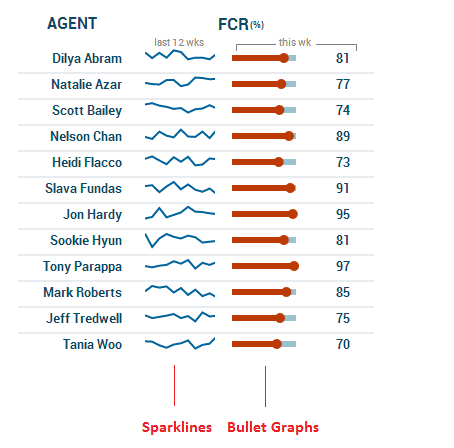 AGENT FCR(%)
last 12 wks this wk
Dilya Abram 81
Natalie Azar 77
Scott Bailey 74
Nelson Chan 89
Heidi Flacco 73
Slava Fundas 91
Jon Hardy 95
Sookie Hyun 81
Tony Parappa 97
Mark Roberts 85
Jeff Tredwell 75
Tania Woo 70
Sparklines Bullet Graphs